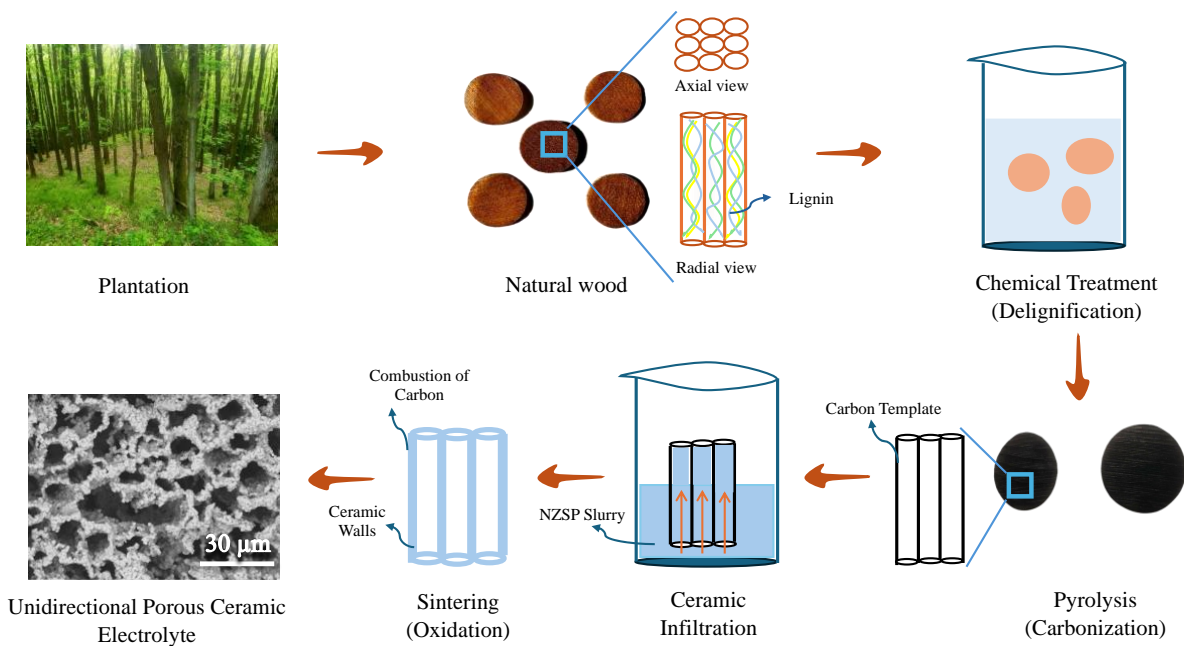 Axial view
Lignin
Radial view
Plantation
Natural wood
Chemical Treatment
(Delignification)
Combustion of
Carbon
Carbon Template
Ceramic
Walls
NZSP Slurry
30 μm
Unidirectional Porous Ceramic
Electrolyte
Sintering
(Oxidation)
Ceramic
Infiltration
Pyrolysis
(Carbonization)